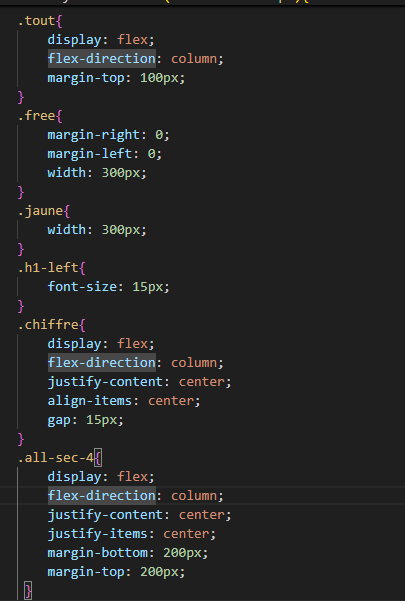 .tout{
    display: flex;
    flex-direction: column;
    margin-top: 100px;
}
.free{
    margin-right: 0;
    margin-left: 0;
    width: 300px;
}
.jaune{
    width: 300px;
}
.h1-left{
    font-size: 15px;
}
.chiffre{
    display: flex;
    flex-direction: column;
    justify-content: center;
    align-items: center;
    gap: 15px;
}
.all-sec-4{
    display: flex;
    flex-direction: column;
    justify-content: center;
    justify-items: center;
    margin-bottom: 200px;
    margin-top: 200px;
}